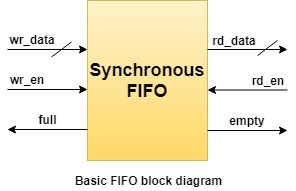 wr_data
rd_data
Synchronous
FIFO
wr_en
rd_en
full
empty
Basic FIFO block diagram